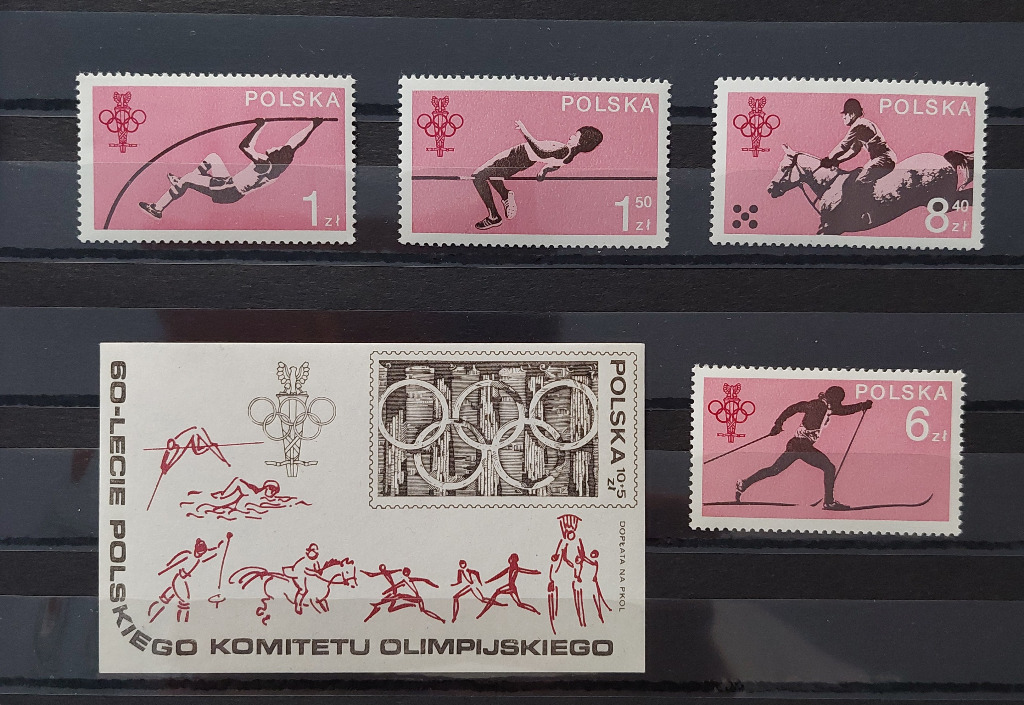 POLSKA
1 zł
POLSKA
1 50 zł
POLSKA
8 40 zł
60-LECIE POLSKIEGO KOMITETU OLIMPIJSKIEGO
POLSKA 10+5 zł
DOPŁATA NA PKOL
POLSKA
6 zł